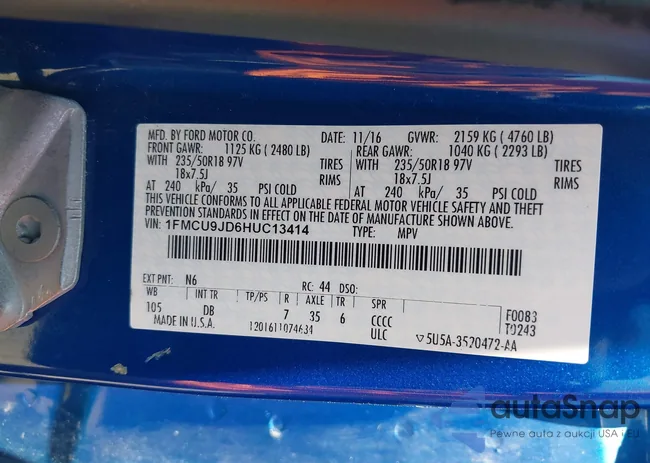 MFD. BY FORD MOTOR CO. DATE: 11/16 GVWR: 2159 KG ( 4760 LB)
FRONT GAWR: 1125 KG ( 2480 LB) REAR GAWR: 1040 KG ( 2293 LB)
WITH 235/50R18 97V TIRES WITH 235/50R18 97V TIRES
18x7.5J RIMS 18x7.5J RIMS
AT 240 kPa/ 35 PSI COLD AT 240 kPa/ 35 PSI COLD
THIS VEHICLE CONFORMS TO ALL APPLICABLE FEDERAL MOTOR VEHICLE SAFETY AND THEFT
PREVENTION STANDARDS IN EFFECT ON THE DATE OF MANUFACTURE SHOWN ABOVE.
VIN: 1FMCU9JD6HUC13414 TYPE: MPV
EXT PNT: N6 RC: 44 DSO:
WB INT TR TP/PS R AXLE TR SPR
105 DB 7 35 6 CCCC
F0083
T0243
MADE IN U.S.A. 1201611074634 ULC ▽5U5A-3520472-AA
autaSnap
Pewne auta z aukcji USA i EU